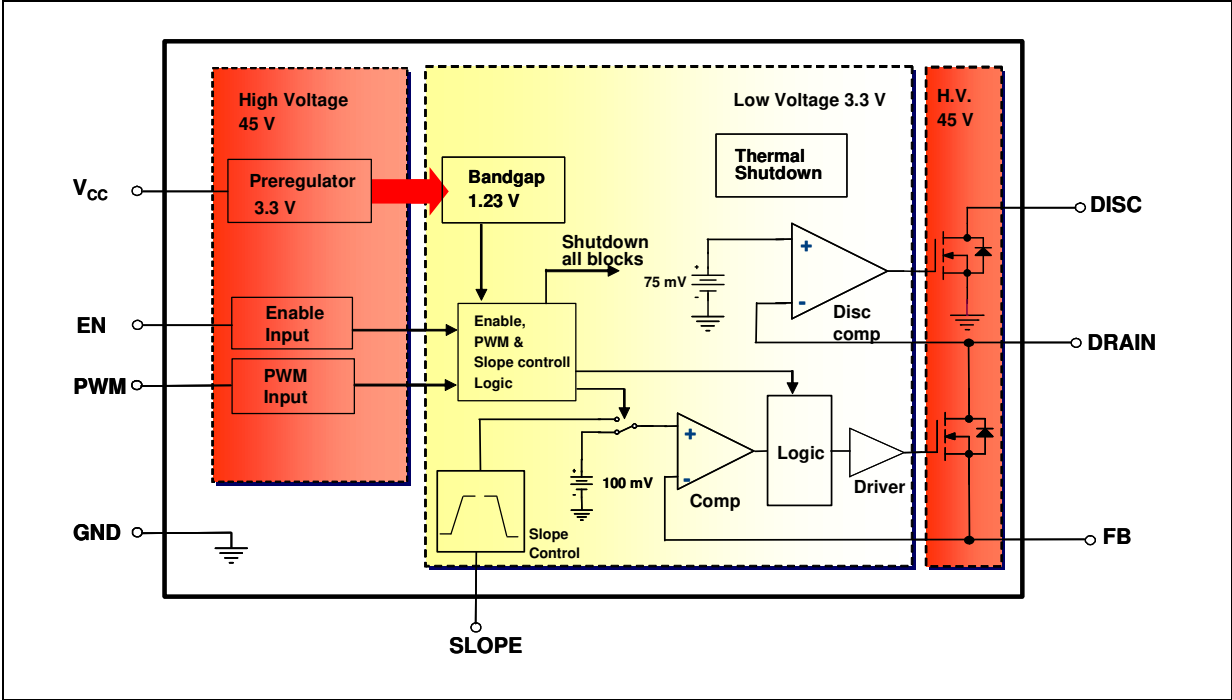 High Voltage
45 V
Low Voltage 3.3 V
H.V.
45 V
Thermal
Shutdown
VCC
Preregulator
3.3 V
Bandgap
1.23 V
DISC
Shutdown
all blocks
+
+
75 mV
-
-
Disc
comp
EN
Enable
Input
Enable,
PWM &
Slope controll
Logic
DRAIN
PWM
PWM
Input
+
+
100 mV
-
-
Comp
Logic
Driver
GND
Slope
Control
FB
SLOPE